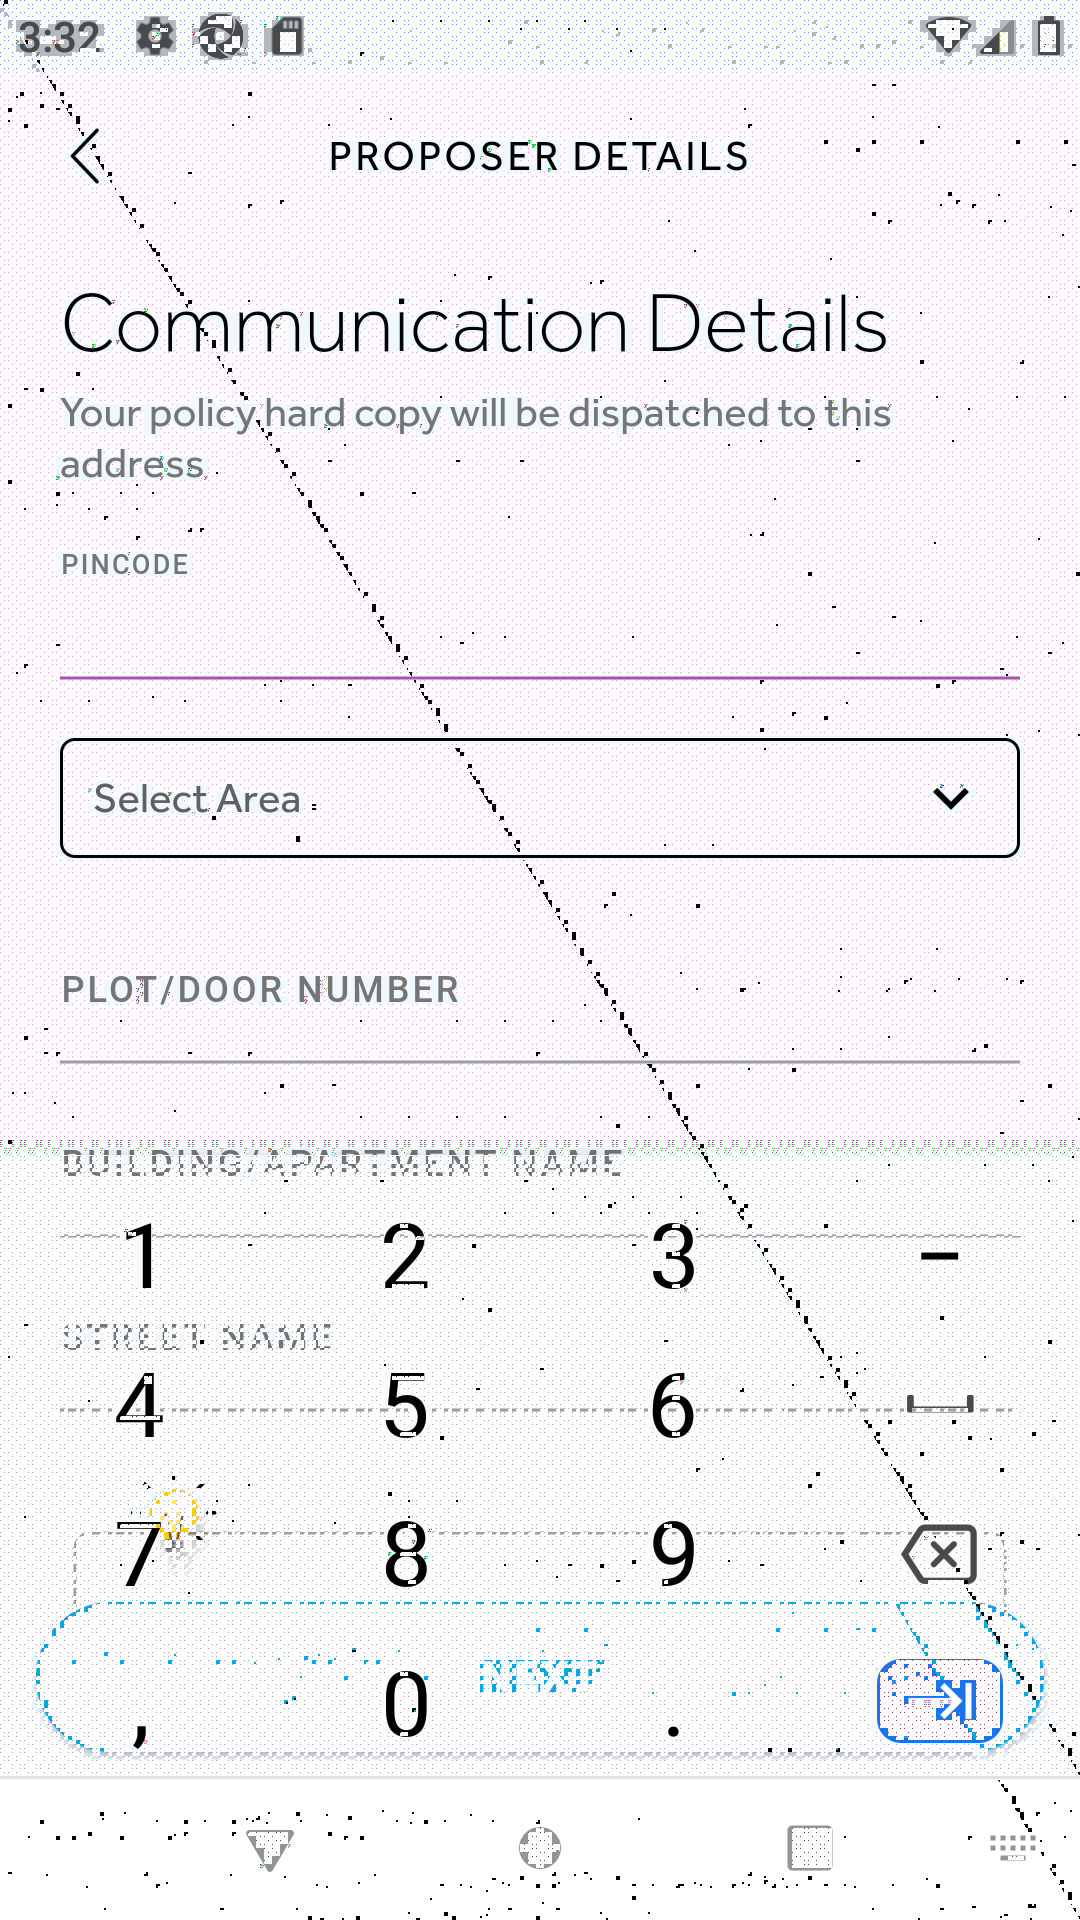 3:32
PROPOSER DETAILS
Communication Details
Your policy hard copy will be dispatched to this
address
PINCODE
Select Area
PLOT/DOOR NUMBER
BUILDING/APARTMENT NAME
1 2 3 –
STREET NAME
4 5 6
7 8 9
NEXT
, 0 .